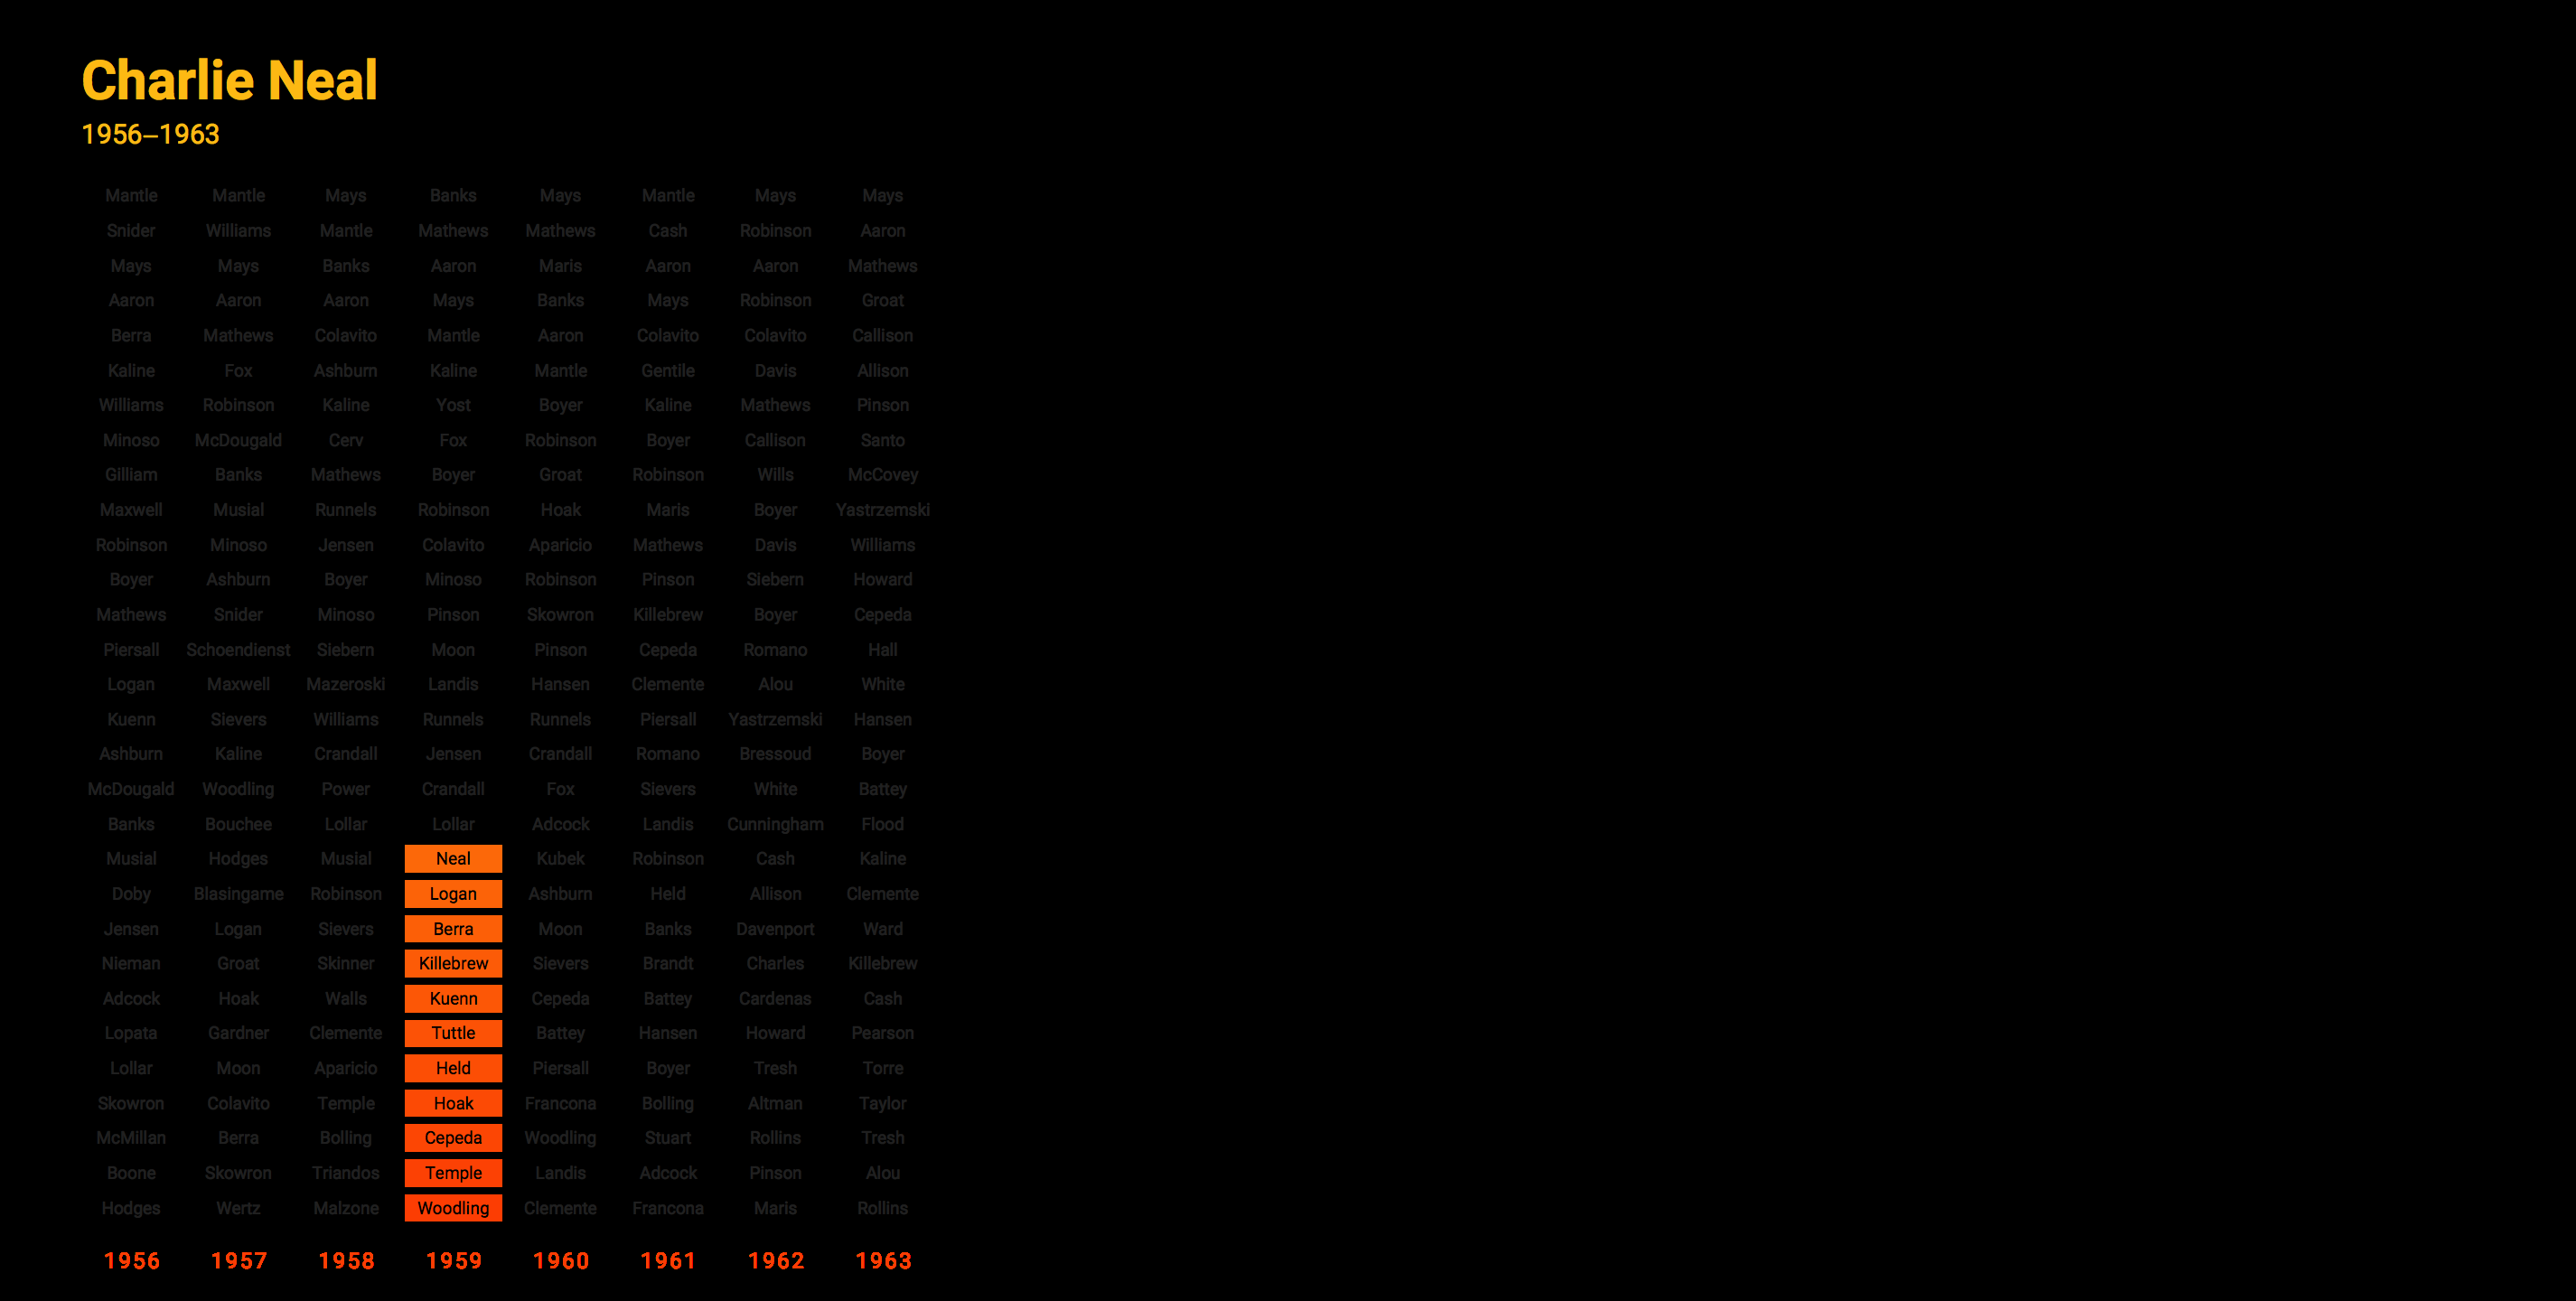 Charlie Neal
1956–1963
Mantle Mantle Mays Banks Mays Mantle Mays Mays
Snider Williams Mantle Mathews Mathews Cash Robinson Aaron
Mays Mays Banks Aaron Maris Aaron Aaron Mathews
Aaron Aaron Aaron Mays Banks Mays Robinson Groat
Berra Mathews Colavito Mantle Aaron Colavito Colavito Callison
Kaline Fox Ashburn Kaline Mantle Gentile Davis Allison
Williams Robinson Kaline Yost Boyer Kaline Mathews Pinson
Minoso McDougald Cerv Fox Robinson Boyer Callison Santo
Gilliam Banks Mathews Boyer Groat Robinson Wills McCovey
Maxwell Musial Runnels Robinson Hoak Maris Boyer Yastrzemski
Robinson Minoso Jensen Colavito Aparicio Mathews Davis Williams
Boyer Ashburn Boyer Minoso Robinson Pinson Siebern Howard
Mathews Snider Minoso Pinson Skowron Killebrew Boyer Cepeda
Piersall Schoendienst Siebern Moon Pinson Cepeda Romano Hall
Logan Maxwell Mazeroski Landis Hansen Clemente Alou White
Kuenn Sievers Williams Runnels Runnels Piersall Yastrzemski Hansen
Ashburn Kaline Crandall Jensen Crandall Romano Bressoud Boyer
McDougald Woodling Power Crandall Fox Sievers White Battey
Banks Bouchee Lollar Lollar Adcock Landis Cunningham Flood
Musial Hodges Musial Neal Kubek Robinson Cash Kaline
Doby Blasingame Robinson Logan Ashburn Held Allison Clemente
Jensen Logan Sievers Berra Moon Banks Davenport Ward
Nieman Groat Skinner Killebrew Sievers Brandt Charles Killebrew
Adcock Hoak Walls Kuenn Cepeda Battey Cardenas Cash
Lopata Gardner Clemente Tuttle Battey Hansen Howard Pearson
Lollar Moon Aparicio Held Piersall Boyer Tresh Torre
Skowron Colavito Temple Hoak Francona Bolling Altman Taylor
McMillan Berra Bolling Cepeda Woodling Stuart Rollins Tresh
Boone Skowron Triandos Temple Landis Adcock Pinson Alou
Hodges Wertz Malzone Woodling Clemente Francona Maris Rollins
1956 1957 1958 1959 1960 1961 1962 1963